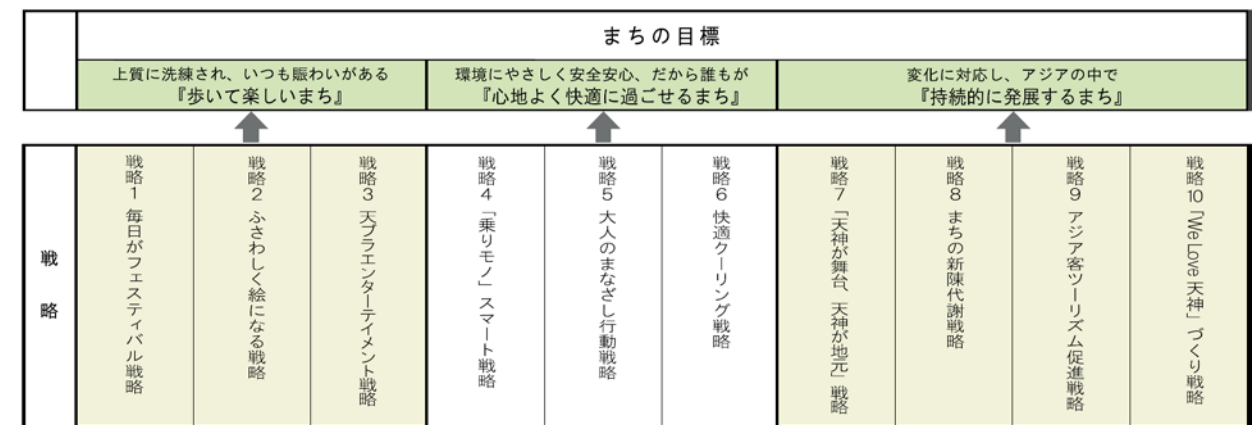 まちの目標
上質に洗練され、いつも賑わいがある
『歩いて楽しいまち』
環境にやさしく安全安心、だから誰もが
『心地よく快適に過ごせるまち』
変化に対応し、アジアの中で
『持続的に発展するまち』
戦略
戦略1 毎日がフェスティバル戦略
戦略2 ふさわしく絵になる戦略
戦略3 天ブラエンターテイメント戦略
戦略4 「乗りモノ」スマート戦略
戦略5 大人のまなざし行動戦略
戦略6 快適クーリング戦略
戦略7 「天神が舞台、天神が地元」戦略
戦略8 まちの新陳代謝戦略
戦略9 アジア客ツーリズム促進戦略
戦略10 「We Love 天神」づくり戦略